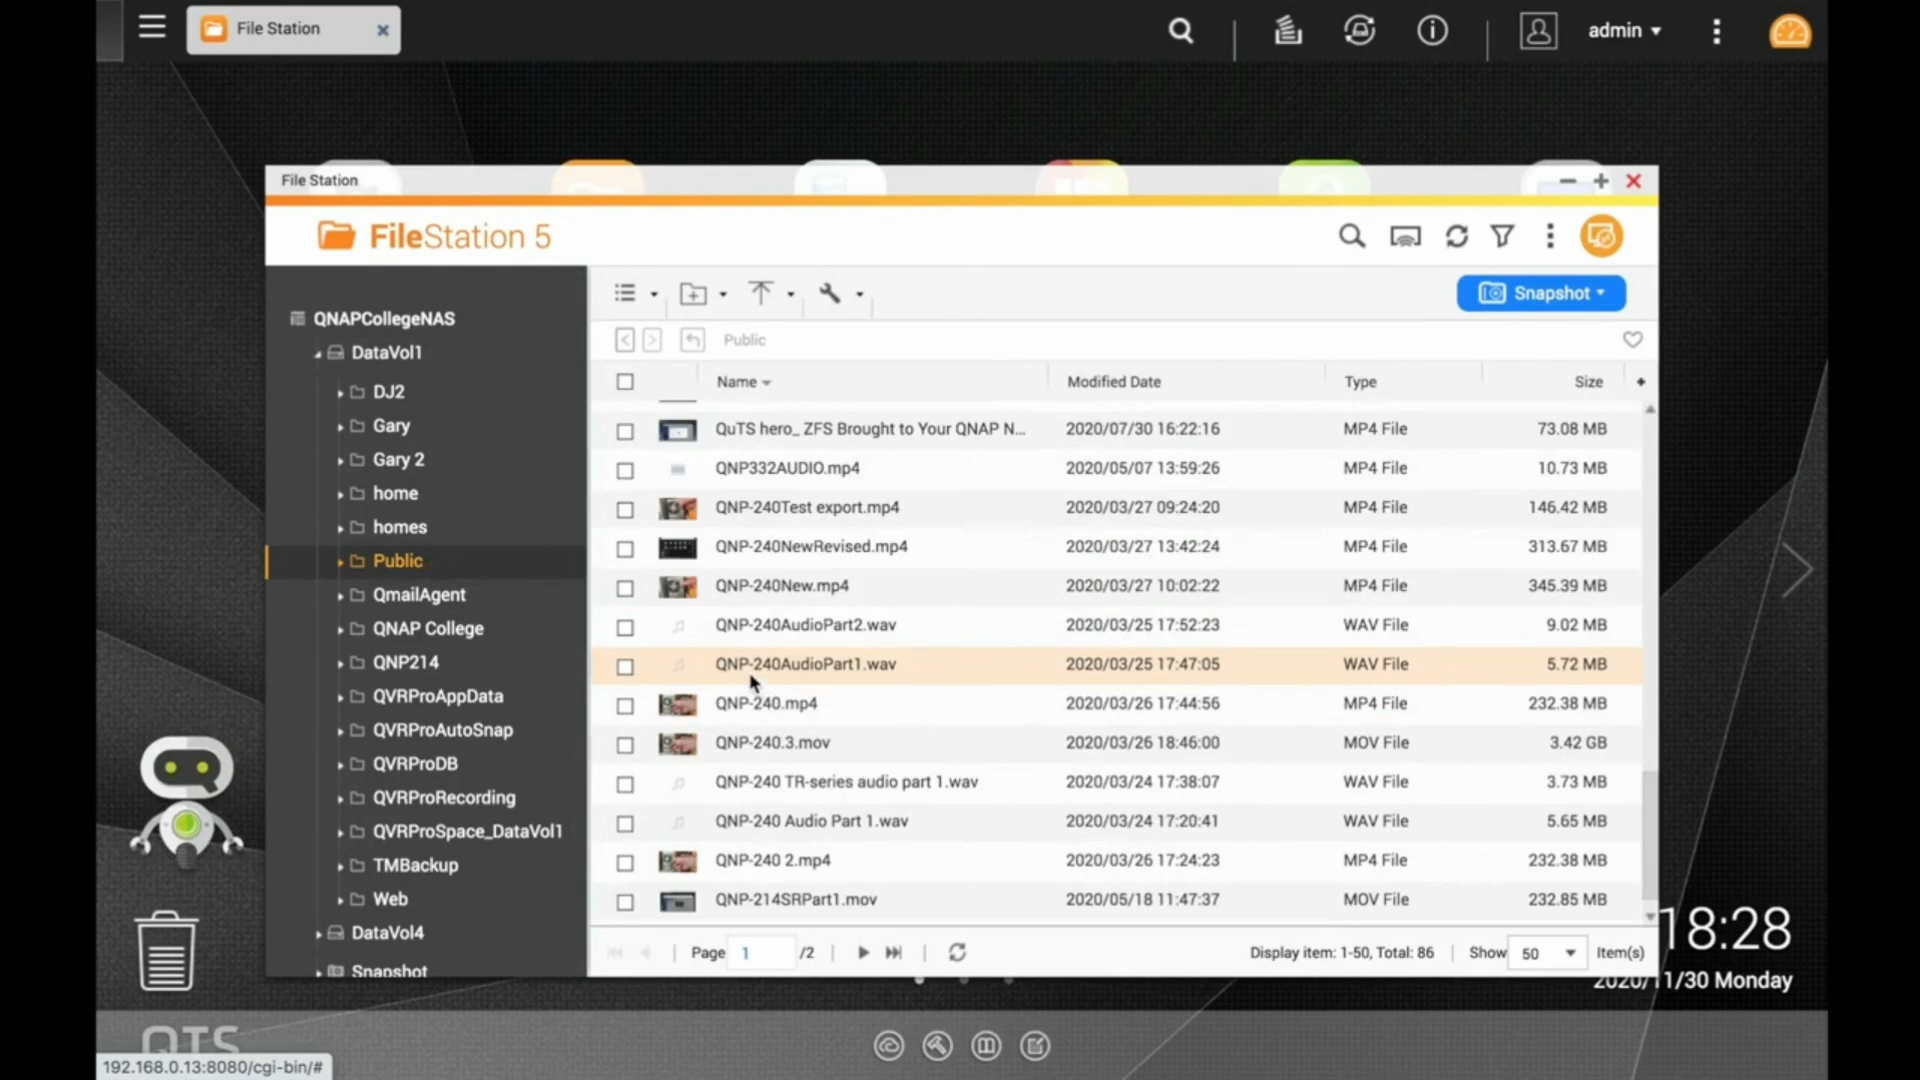 File Station
admin
File Station
FileStation 5
Snapshot
QNAPCollegeNAS
DataVol1
DJ2
Gary
Gary 2
home
homes
Public
QmailAgent
QNAP College
QNP214
QVRProAppData
QVRProAutoSnap
QVRProDB
QVRProRecording
QVRProSpace_DataVol1
TMBackup
Web
DataVol4
Snapshot
Public
Name Modified Date Type Size
QuTS hero_ ZFS Brought to Your QNAP N... 2020/07/30 16:22:16 MP4 File 73.08 MB
QNP332AUDIO.mp4 2020/05/07 13:59:26 MP4 File 10.73 MB
QNP-240Test export.mp4 2020/03/27 09:24:20 MP4 File 146.42 MB
QNP-240NewRevised.mp4 2020/03/27 13:42:24 MP4 File 313.67 MB
QNP-240New.mp4 2020/03/27 10:02:22 MP4 File 345.39 MB
QNP-240AudioPart2.wav 2020/03/25 17:52:23 WAV File 9.02 MB
QNP-240AudioPart1.wav 2020/03/25 17:47:05 WAV File 5.72 MB
QNP-240.mp4 2020/03/26 17:44:56 MP4 File 232.38 MB
QNP-240.3.mov 2020/03/26 18:46:00 MOV File 3.42 GB
QNP-240 TR-series audio part 1.wav 2020/03/24 17:38:07 WAV File 3.73 MB
QNP-240 Audio Part 1.wav 2020/03/24 17:20:41 WAV File 5.65 MB
QNP-240 2.mp4 2020/03/26 17:24:23 MP4 File 232.38 MB
QNP-214SRPart1.mov 2020/05/18 11:47:37 MOV File 232.85 MB
Page 1 /2 Display item: 1-50, Total: 86 Show 50 Item(s)
18:28
2020/11/30 Monday
QTS
192.168.0.13:8080/cgi-bin/#